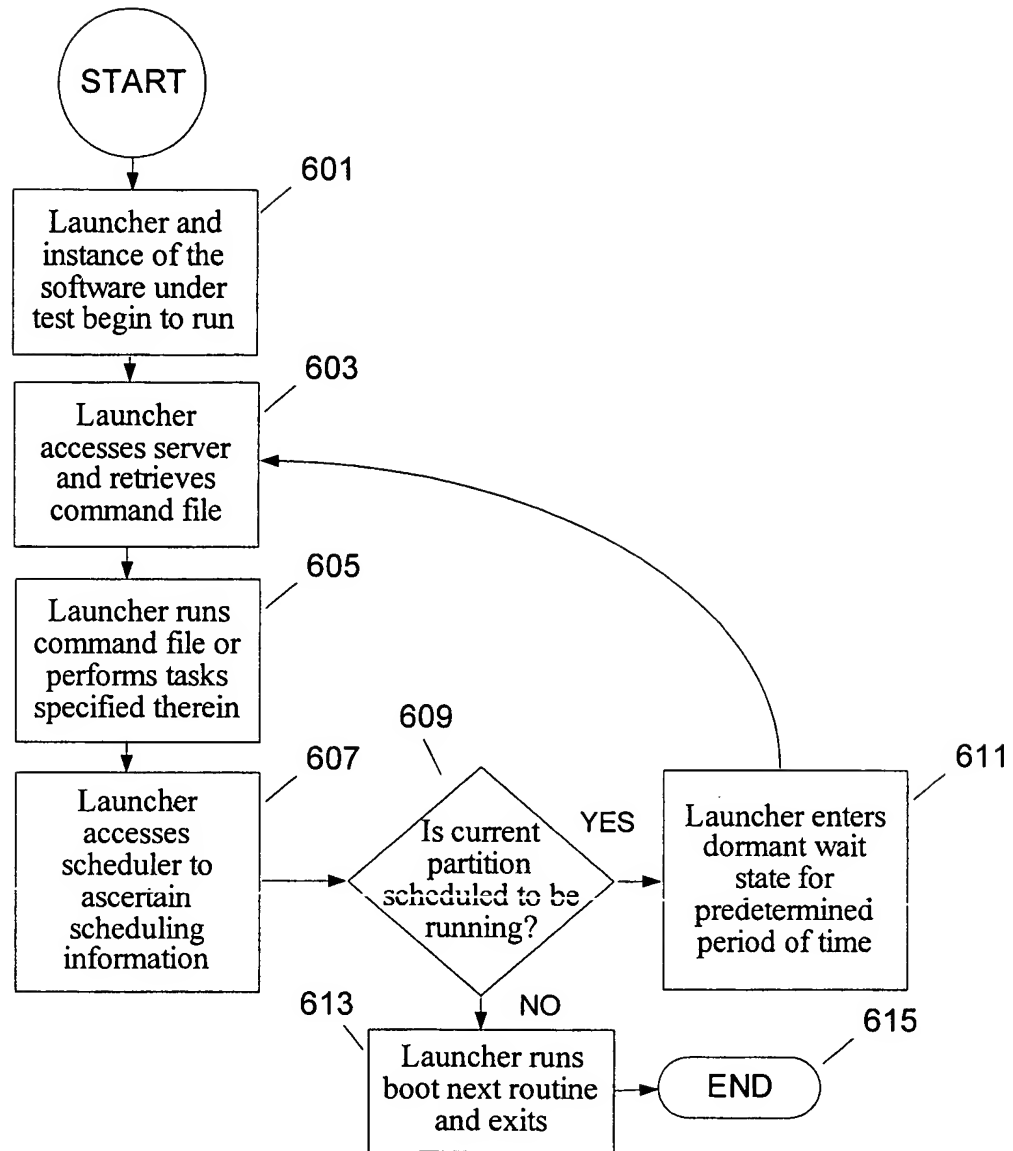 START
601
Launcher and
instance of the
software under
test begin to run
603
Launcher
accesses server
and retrieves
command file
605
Launcher runs
command file or
performs tasks
specified therein
607
Launcher
accesses
scheduler to
ascertain
scheduling
information
609
Is current
partition
scheduled to be
running?
YES
NO
611
Launcher enters
dormant wait
state for
predetermined
period of time
613
Launcher runs
boot next routine
and exits
615
END